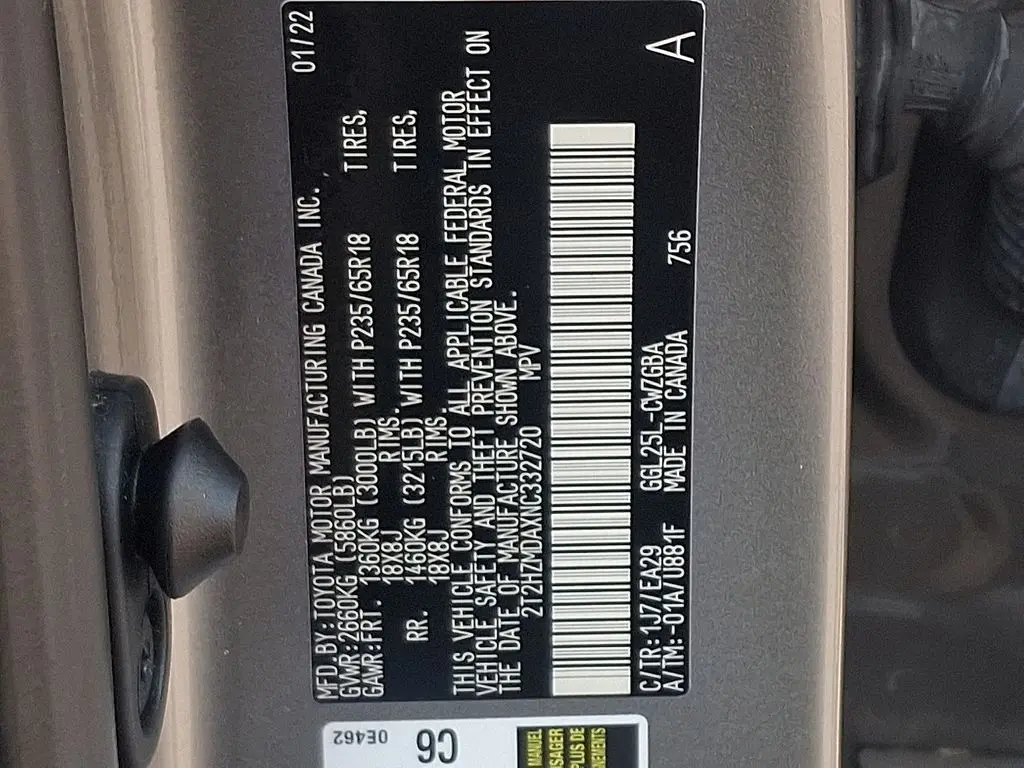 MFD.BY:TOYOTA MOTOR MANUFACTURING CANADA INC. 01/22
GVWR:2660KG (5860LB)
GAWR:FRT. 1360KG (3000LB) WITH P235/65R18 TIRES,
18X8J RIMS.
RR. 1460KG (3215LB) WITH P235/65R18 TIRES,
18X8J RIMS.
THIS VEHICLE CONFORMS TO ALL APPLICABLE FEDERAL MOTOR
VEHICLE SAFETY AND THEFT PREVENTION STANDARDS IN EFFECT ON
THE DATE OF MANUFACTURE SHOWN ABOVE.
2T2HZMDAXNC332720 MPV
C/TR:1J7/EA29 GGL25L-CWZGBA
A/TM:-01A/U881F MADE IN CANADA 756 A
0E462
C6
MANUEL
PLUS DE